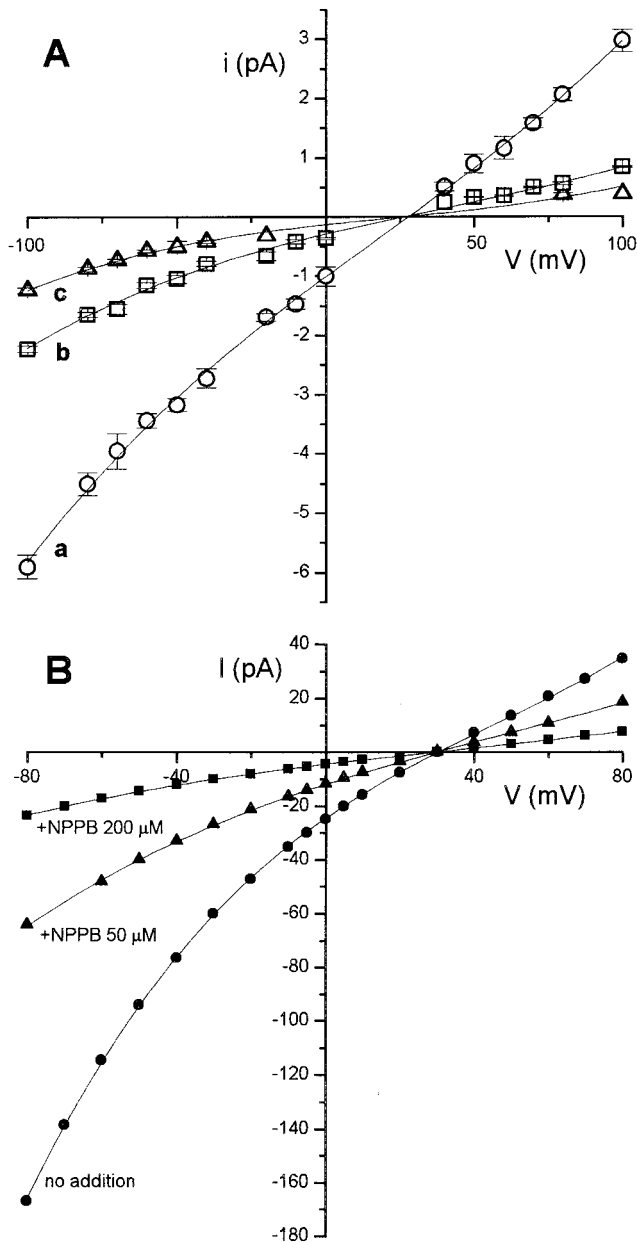 A
i (pA)
3
2
1
-100
50
100
V (mV)
c
-1
b
-2
-3
-4
a
-5
-6
B
I (pA)
40
20
-80
-40
40
80
V (mV)
-20
+NPPB 200 μM
-40
+NPPB 50 μM
-60
-80
-100
-120
-140
no addition
-160
-180